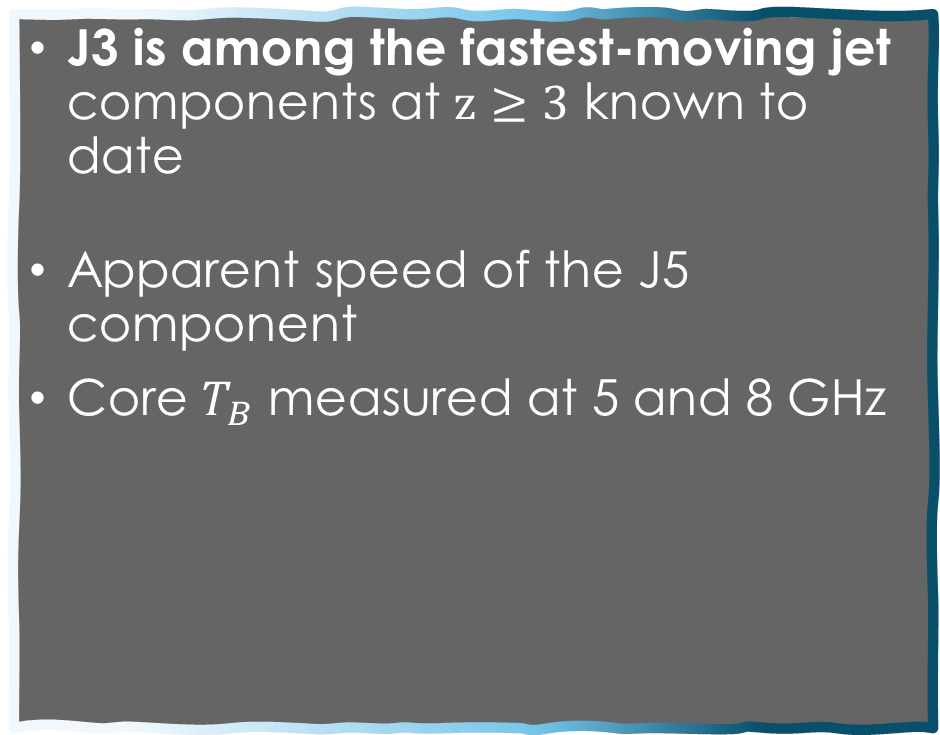 • J3 is among the fastest-moving jet
components at z ≥ 3 known to
date
• Apparent speed of the J5
component
• Core T_B measured at 5 and 8 GHz